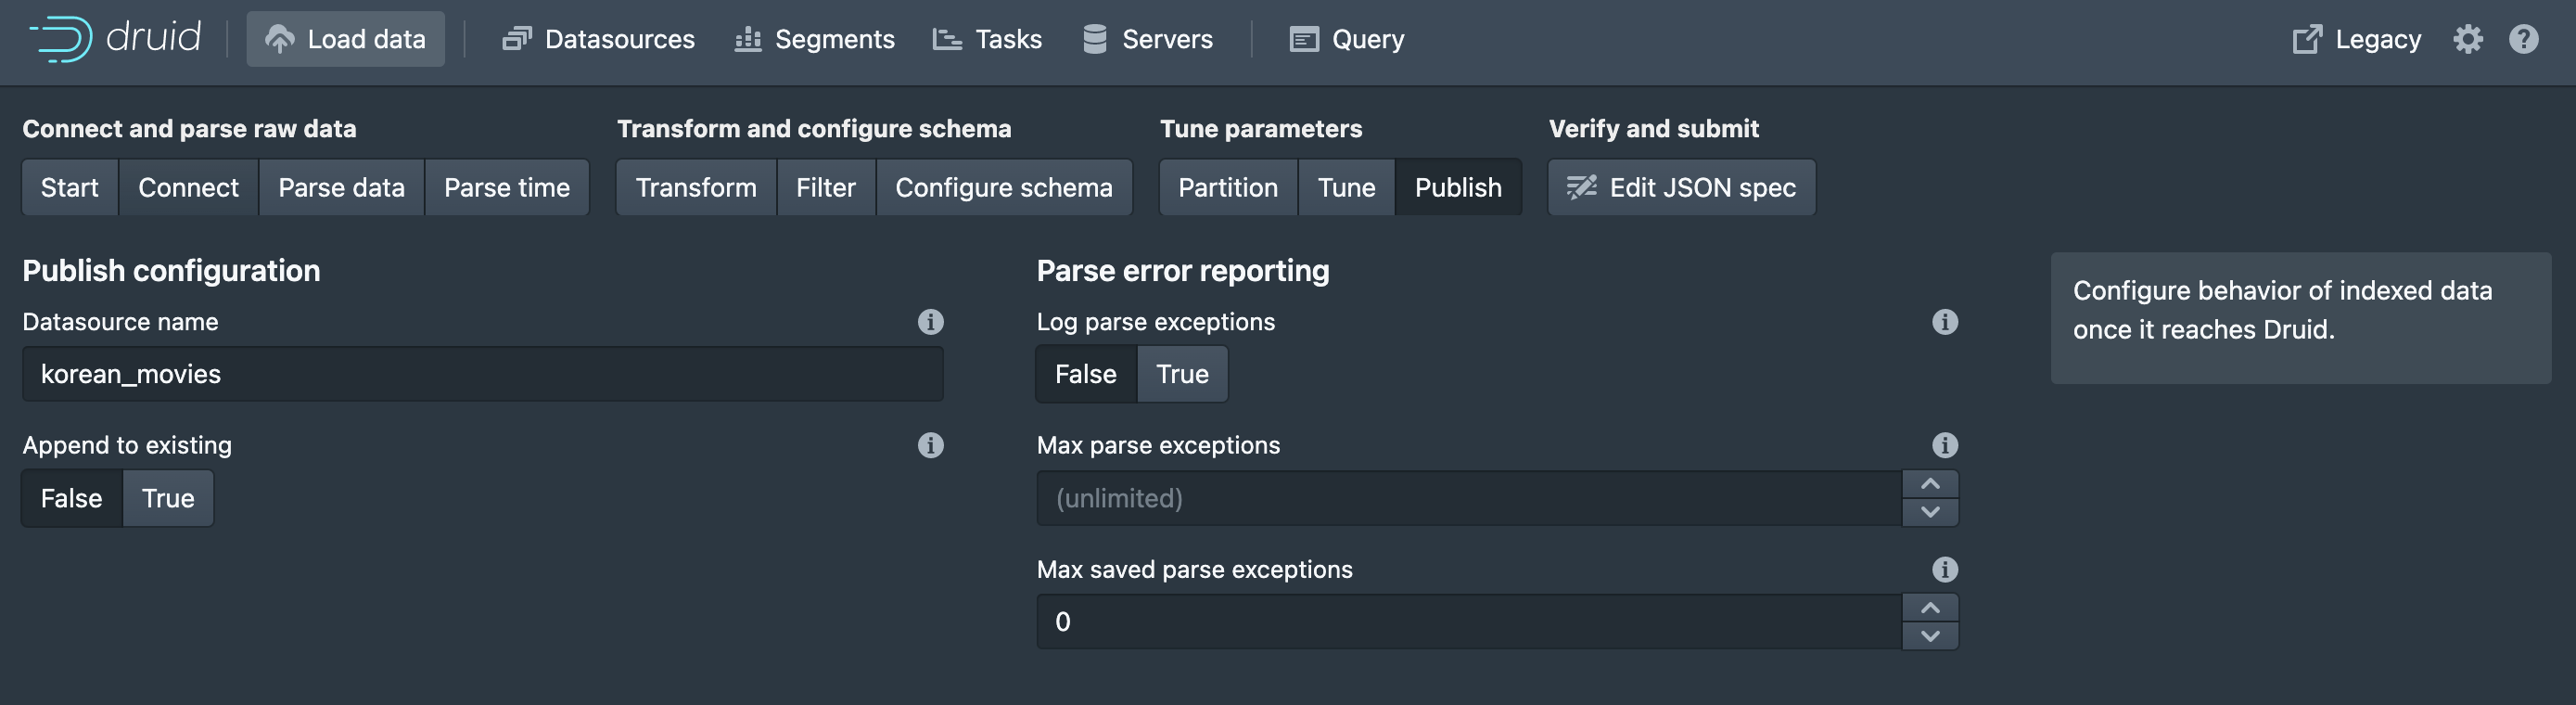 druid Load data Datasources Segments Tasks Servers Query Legacy
Connect and parse raw data Transform and configure schema Tune parameters Verify and submit
Start Connect Parse data Parse time Transform Filter Configure schema Partition Tune Publish Edit JSON spec
Publish configuration
Datasource name
korean_movies
Append to existing
False True
Parse error reporting
Log parse exceptions
False True
Max parse exceptions
(unlimited)
Max saved parse exceptions
0
Configure behavior of indexed data
once it reaches Druid.